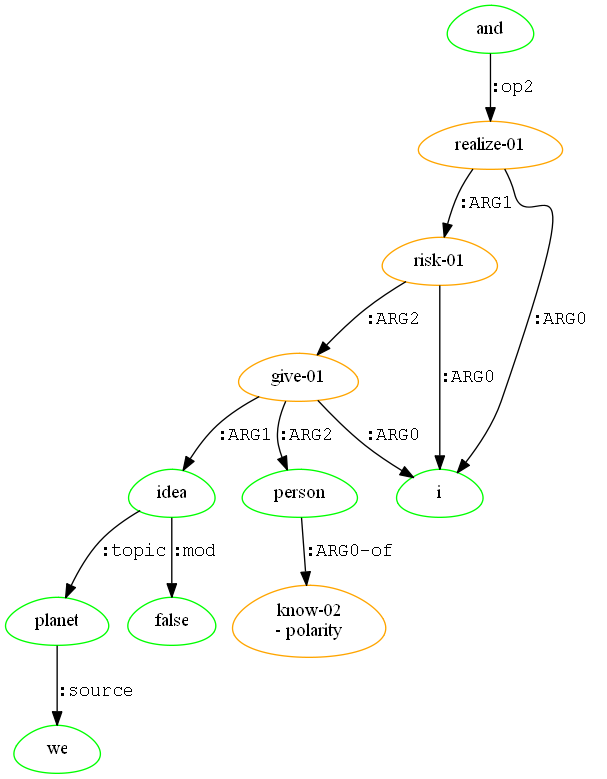 and
:op2
realize-01
:ARG1
risk-01
:ARG2
:ARG0
give-01
:ARG0
:ARG1
:ARG2
:ARG0
idea
person
i
:topic
:mod
:ARG0-of
planet
false
know-02
- polarity
:source
we